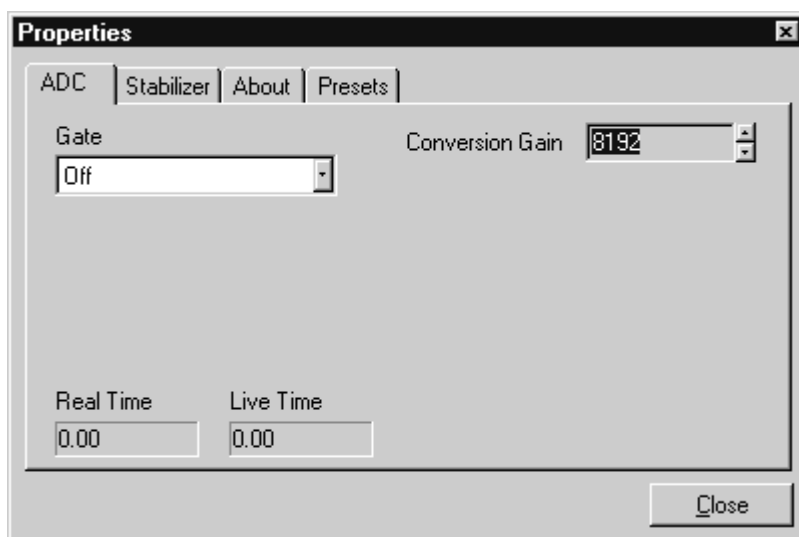 Properties
ADC Stabilizer About Presets
Gate
Conversion Gain 8192
Off
Real Time Live Time
0.00 0.00
Close